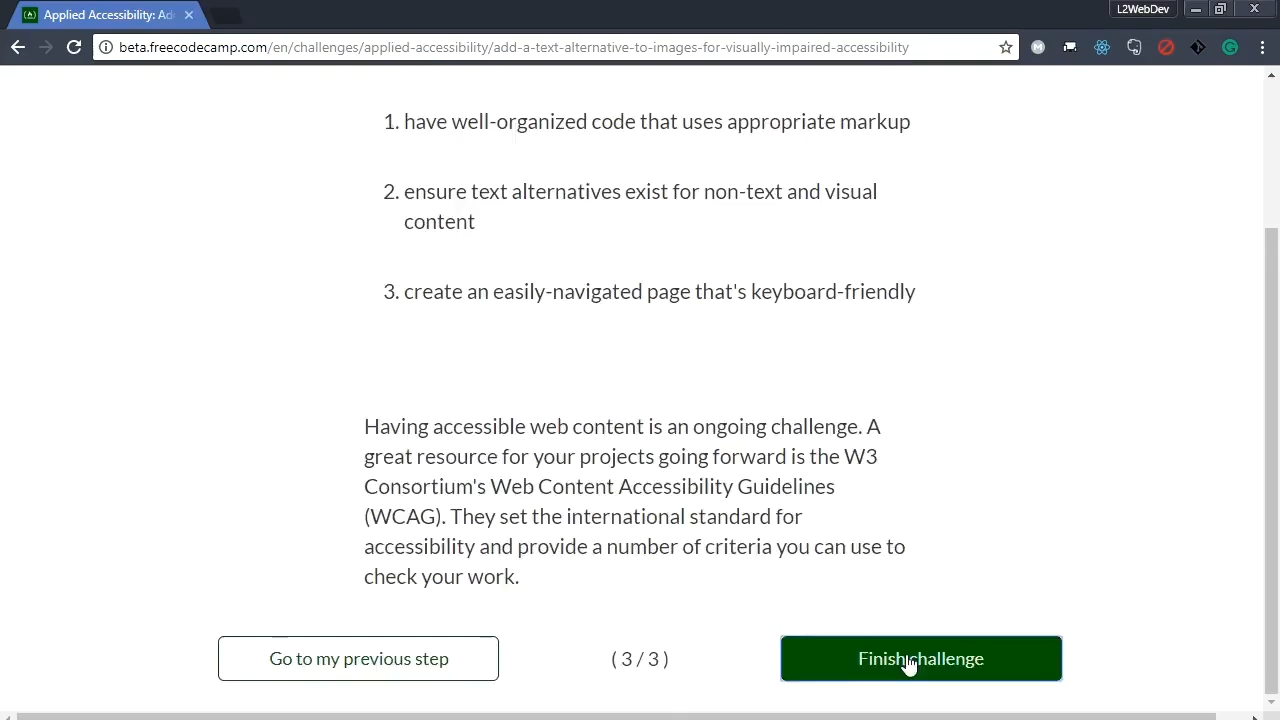 L2WebDev
Applied Accessibility: Ad
beta.freecodecamp.com/en/challenges/applied-accessibility/add-a-text-alternative-to-images-for-visually-impaired-accessibility
1. have well-organized code that uses appropriate markup
2. ensure text alternatives exist for non-text and visual
content
3. create an easily-navigated page that's keyboard-friendly
Having accessible web content is an ongoing challenge. A
great resource for your projects going forward is the W3
Consortium's Web Content Accessibility Guidelines
(WCAG). They set the international standard for
accessibility and provide a number of criteria you can use to
check your work.
Go to my previous step
( 3 / 3 )
Finish challenge